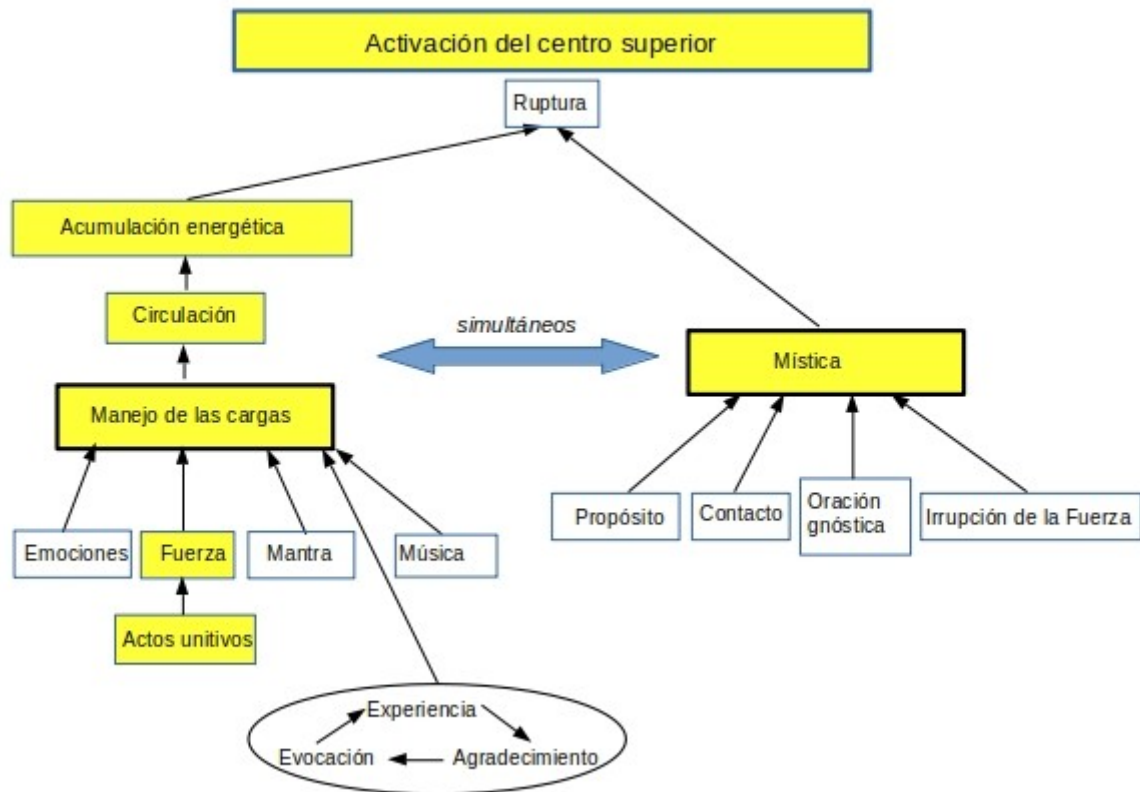 Activación del centro superior
Ruptura
Acumulación energética
Circulación
simultáneos
Mística
Manejo de las cargas
Propósito
Contacto
Oración
gnóstica
Irrupción de la Fuerza
Emociones
Fuerza
Mantra
Música
Actos unitivos
Experiencia
Evocación
Agradecimiento